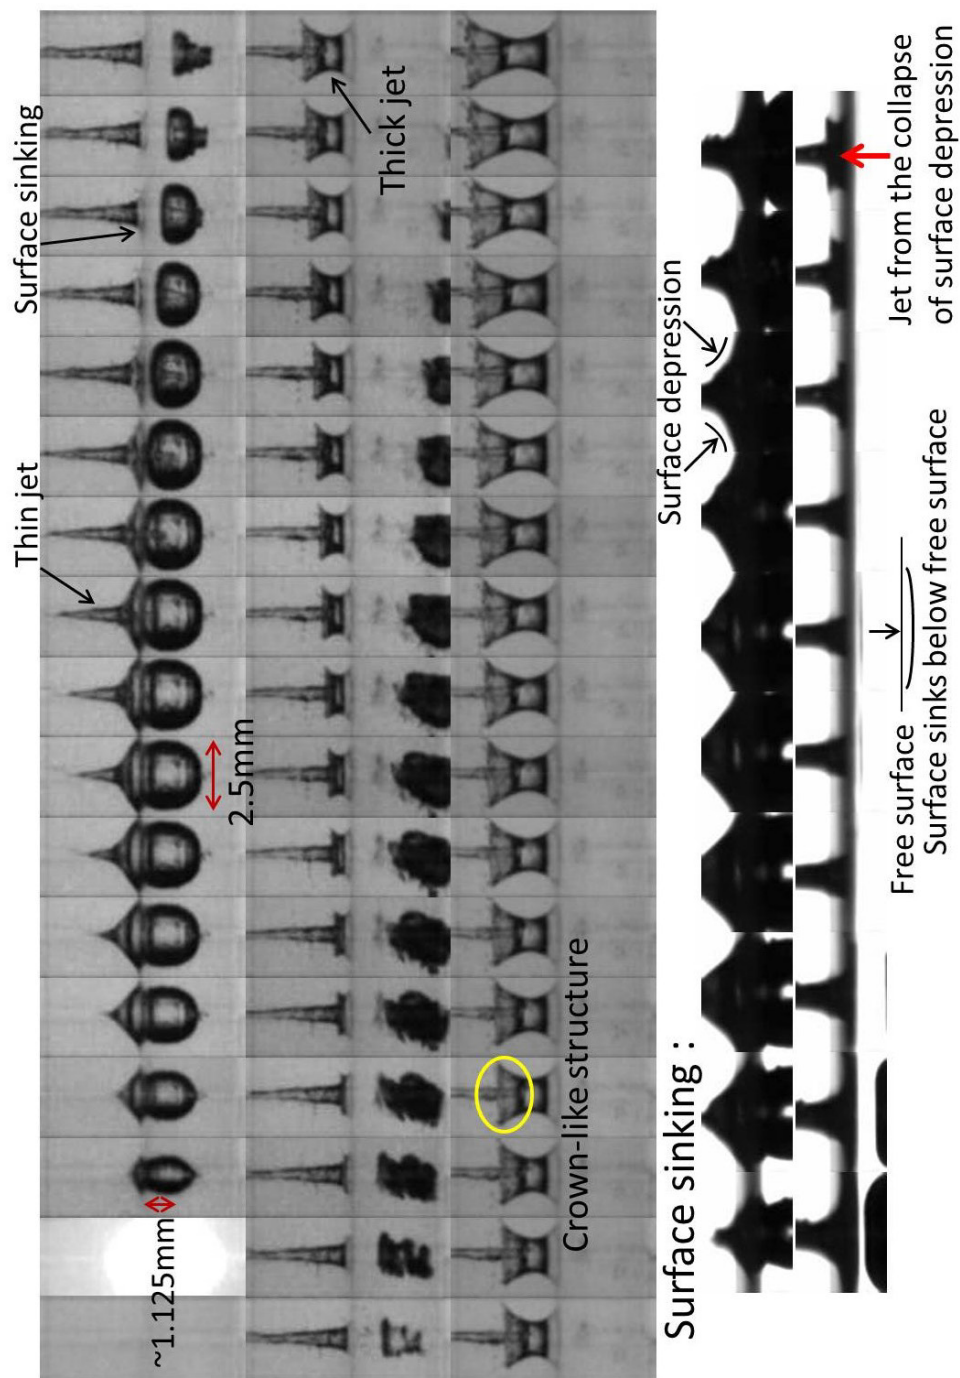 Surface sinking
Thin jet
Thick jet
2.5mm
~1.125mm
Crown-like structure
Surface sinking :
Surface depression
Free surface
Surface sinks below free surface
Jet from the collapse
of surface depression